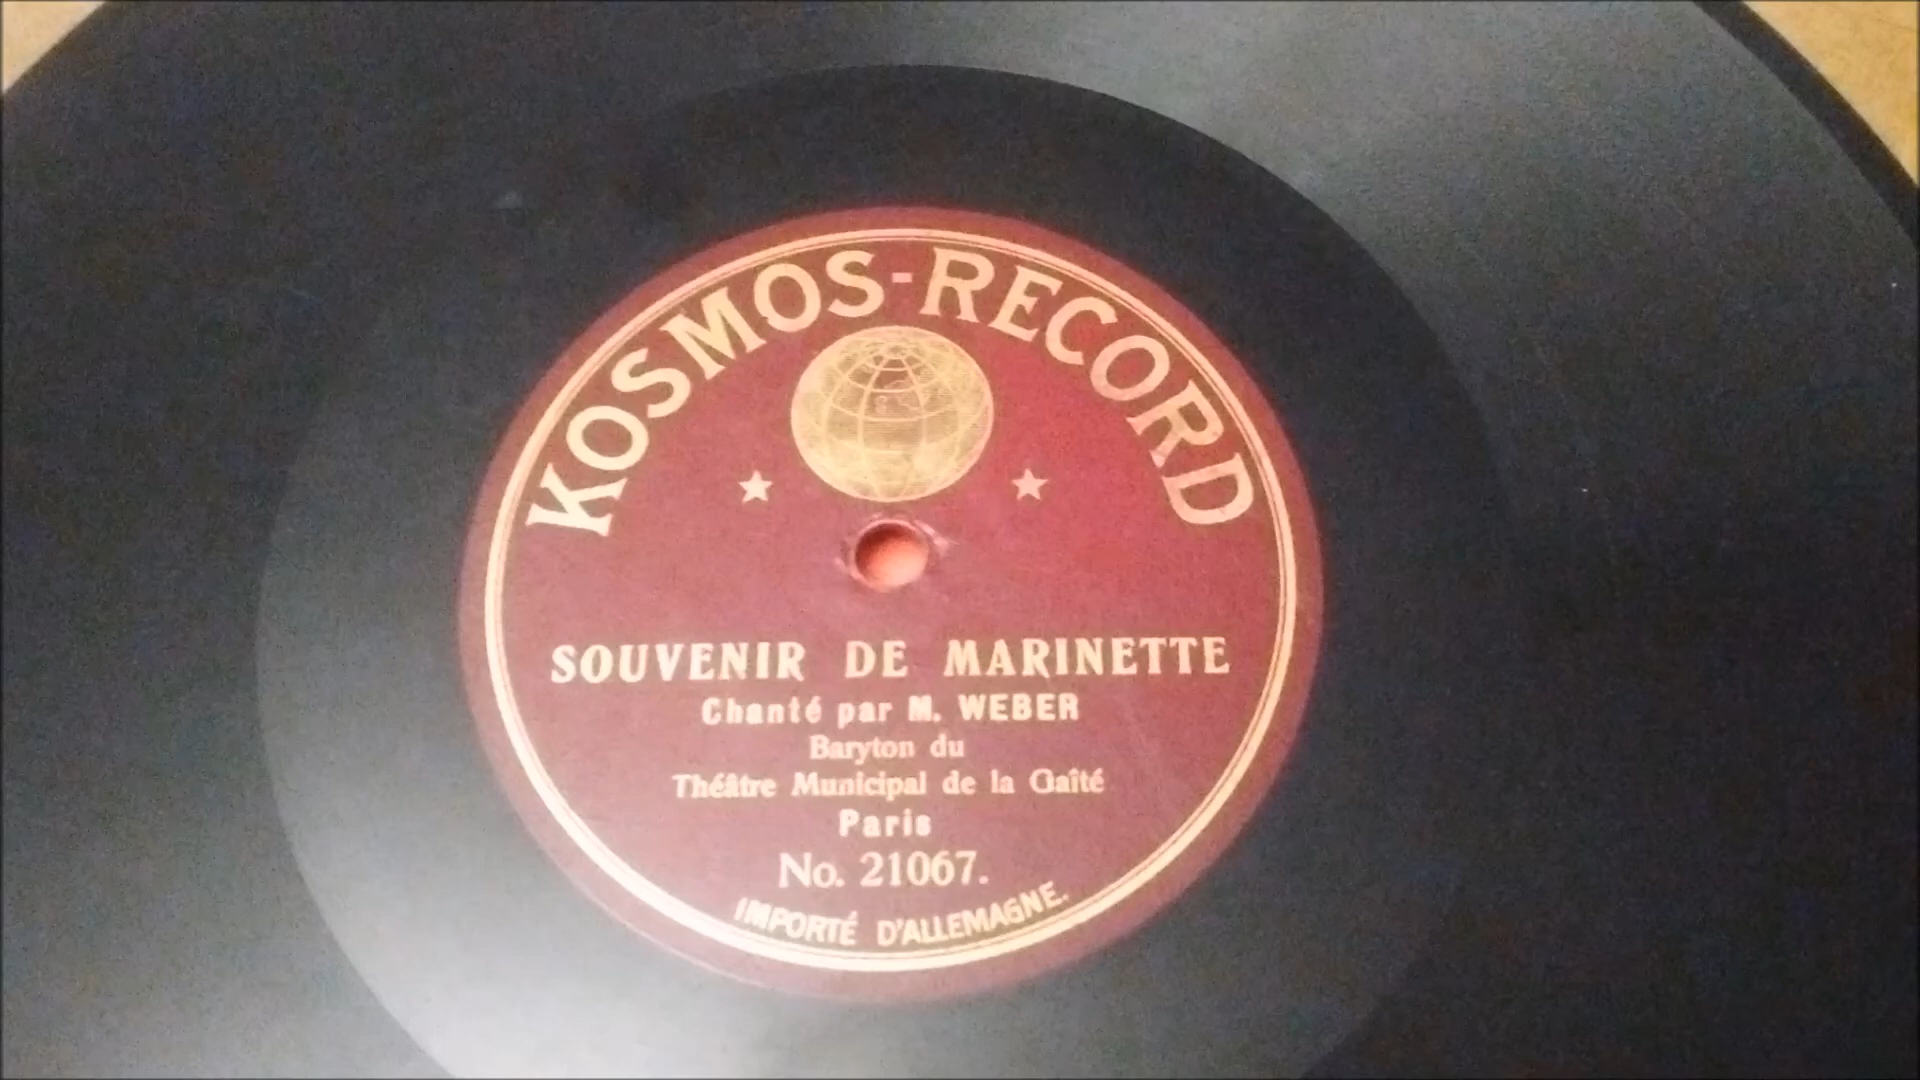 KOSMOS-RECORD
SOUVENIR DE MARINETTE
Chanté par M. WEBER
Baryton du
Théâtre Municipal de la Gaîté
Paris
No. 21067.
IMPORTÉ D'ALLEMAGNE.